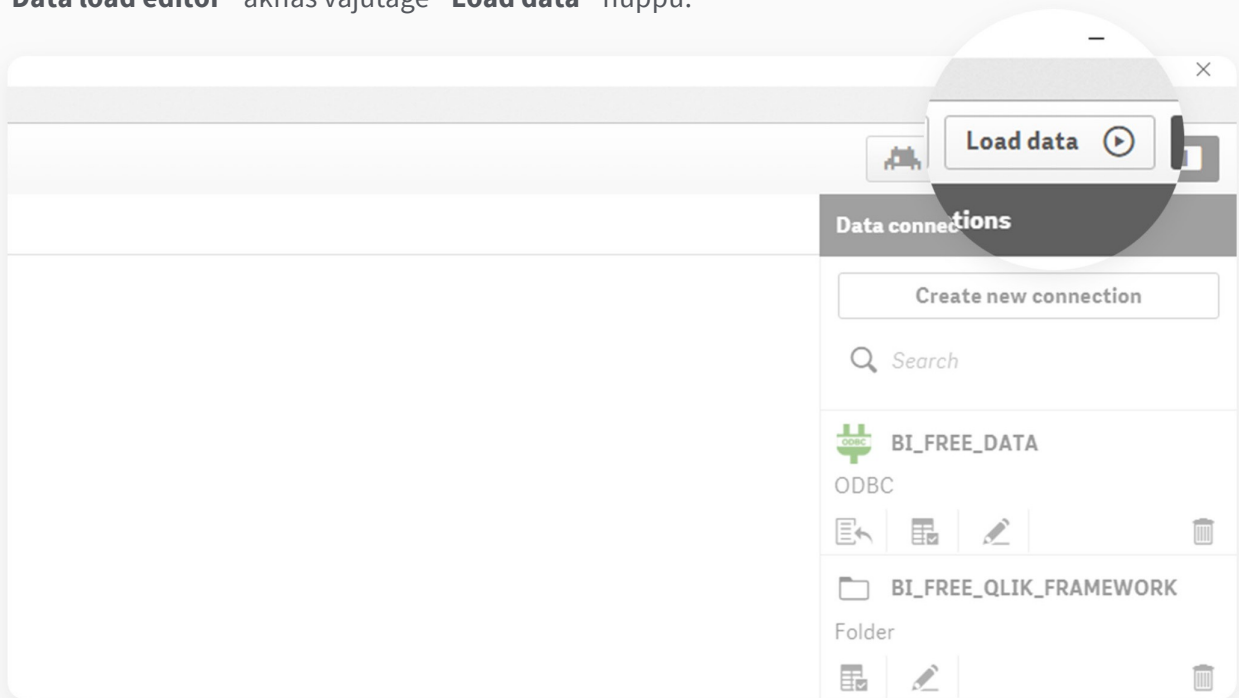 "Data load editor" aknas vajutage "Load data" nuppu.
Load data
Data connections
Create new connection
Search
ODBC
BI_FREE_DATA
ODBC
BI_FREE_QLIK_FRAMEWORK
Folder